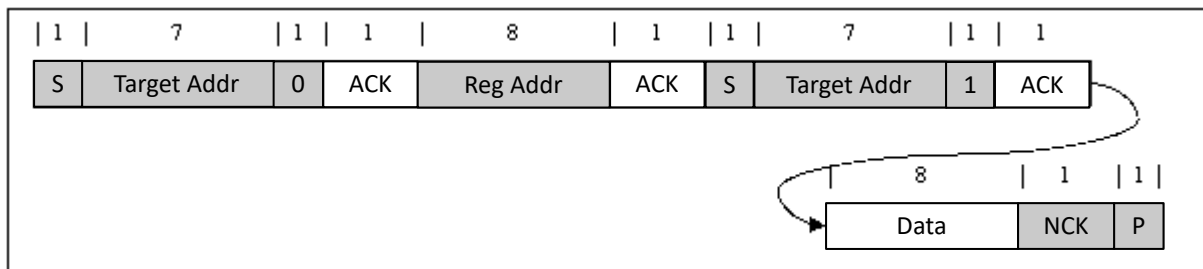 | 1 | 7 | 1 | 1 | 8 | 1 | 1 | 7 | 1 | 1
S Target Addr 0 ACK Reg Addr ACK S Target Addr 1 ACK
| 8 | 1 | 1 |
Data NCK P